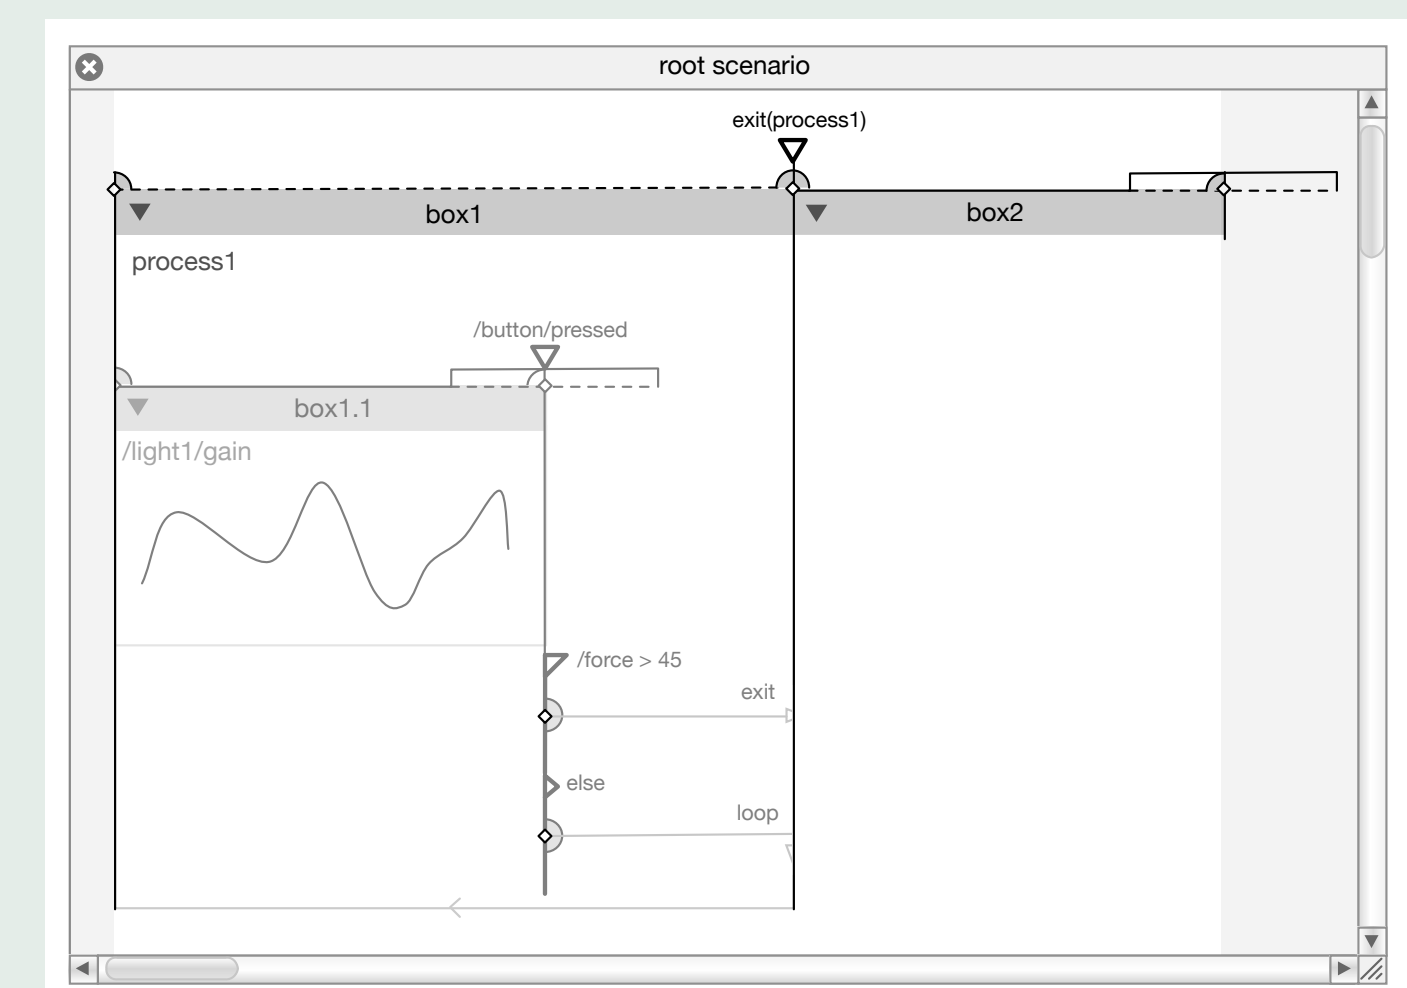 root scenario
exit(process1)
box1
box2
process1
/button/pressed
box1.1
/light1/gain
/force > 45
exit
else
loop